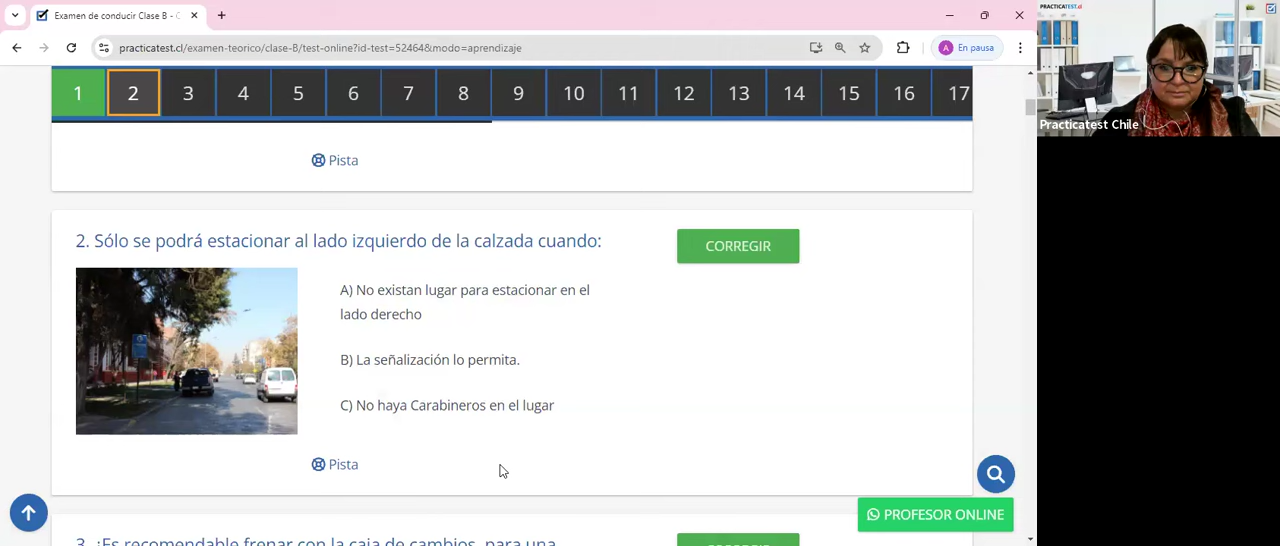 Examen de conducir Clase B - C
practicatest.cl/examen-teorico/clase-B/test-online?id-test=52464&modo=aprendizaje
A
En pausa
1 2 3 4 5 6 7 8 9 10 11 12 13 14 15 16 17
Pista
2. Sólo se podrá estacionar al lado izquierdo de la calzada cuando:
CORREGIR
A) No existan lugar para estacionar en el
lado derecho
B) La señalización lo permita.
C) No haya Carabineros en el lugar
Pista
PROFESOR ONLINE
3. ¿Es recomendable frenar con la caja de cambios, para una
PRACTICATEST.cl
Practicatest Chile